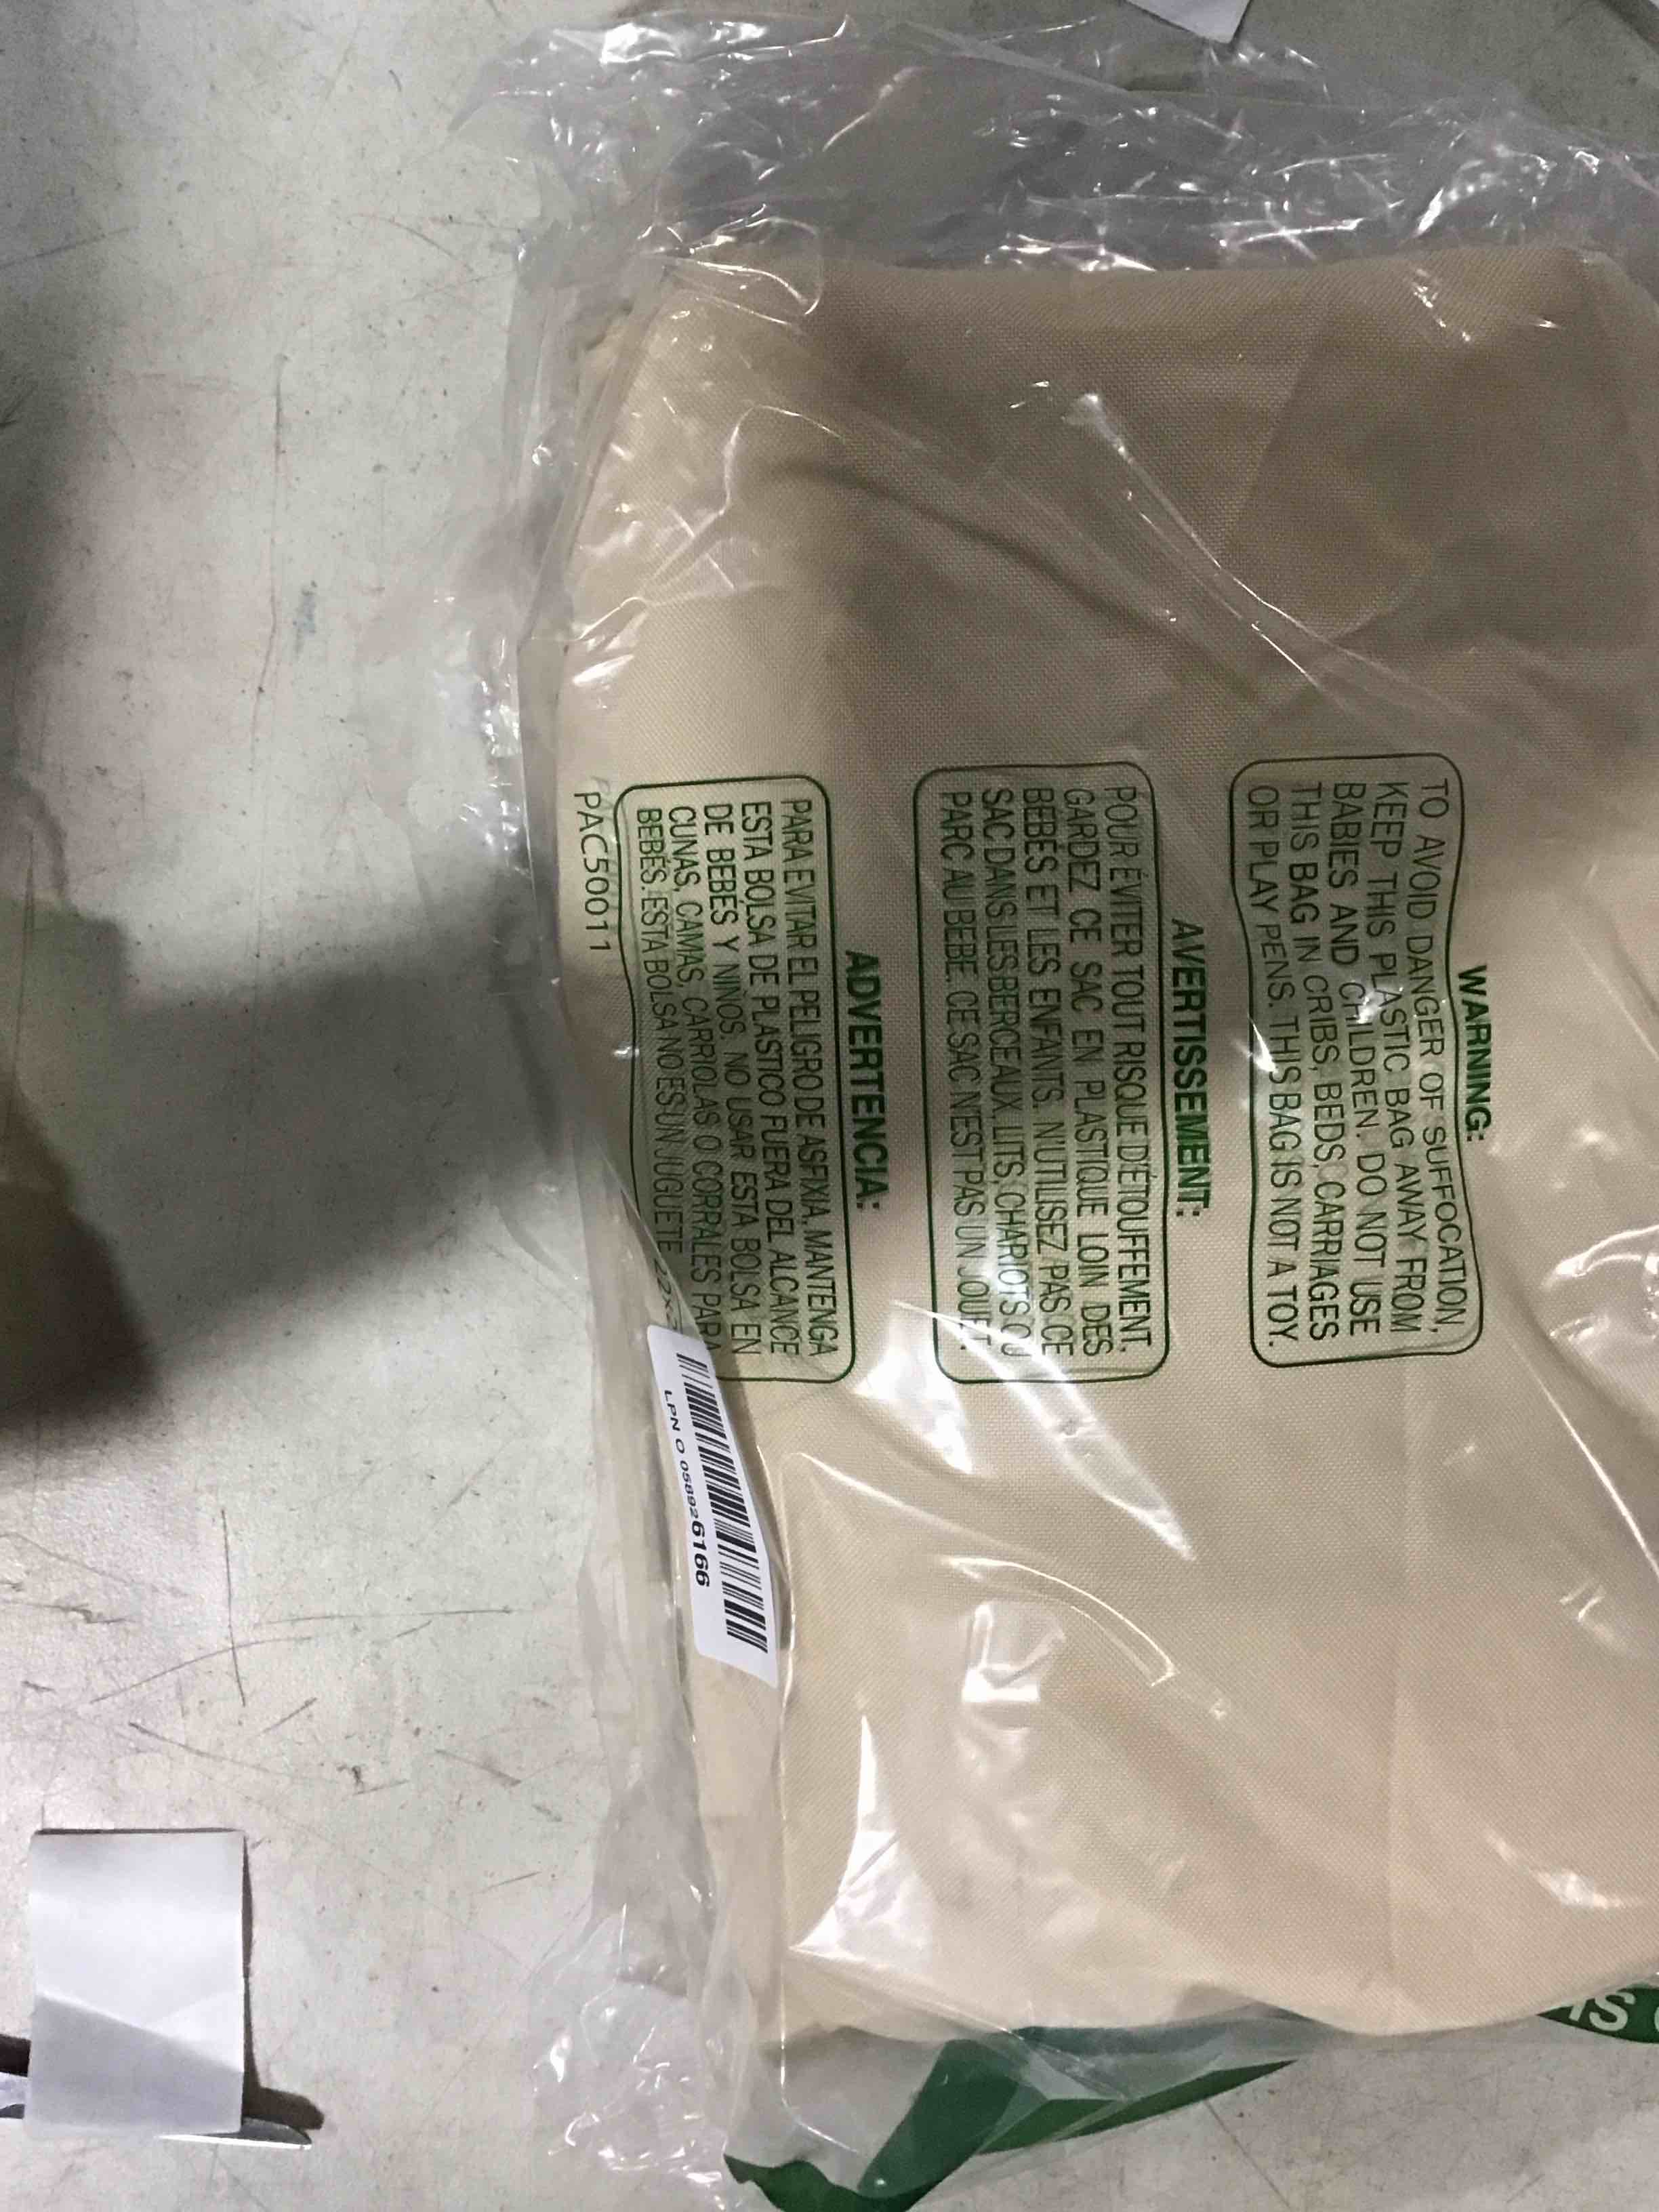 WARNING:
TO AVOID DANGER OF SUFFOCATION,
KEEP THIS PLASTIC BAG AWAY FROM
BABIES AND CHILDREN. DO NOT USE
THIS BAG IN CRIBS, BEDS, CARRIAGES
OR PLAY PENS. THIS BAG IS NOT A TOY.
AVERTISSEMENT:
POUR ÉVITER TOUT RISQUE D'ÉTOUFFEMENT.
GARDEZ CE SAC EN PLASTIQUE LOIN DES
BEBÉS ET LES ENFANTS. N'UTILISEZ PAS CE
SAC DANS LES BERCEAUX, LITS, CHARIOTS OU
PARC AU BEBE. CE SAC N'EST PAS UN JOUET.
ADVERTENCIA:
PARA EVITAR EL PELIGRO DE ASFIXIA, MANTENGA
ESTA BOLSA DE PLASTICO FUERA DEL ALCANCE
DE BEBÉS Y NIÑOS. NO USAR ESTA BOLSA EN
CUNAS, CAMAS, CARRIOLAS O CORRALES PARA
BEBÉS. ESTA BOLSA NO ES UN JUGUETE
PAC50011
LPN 0 058926166
IS